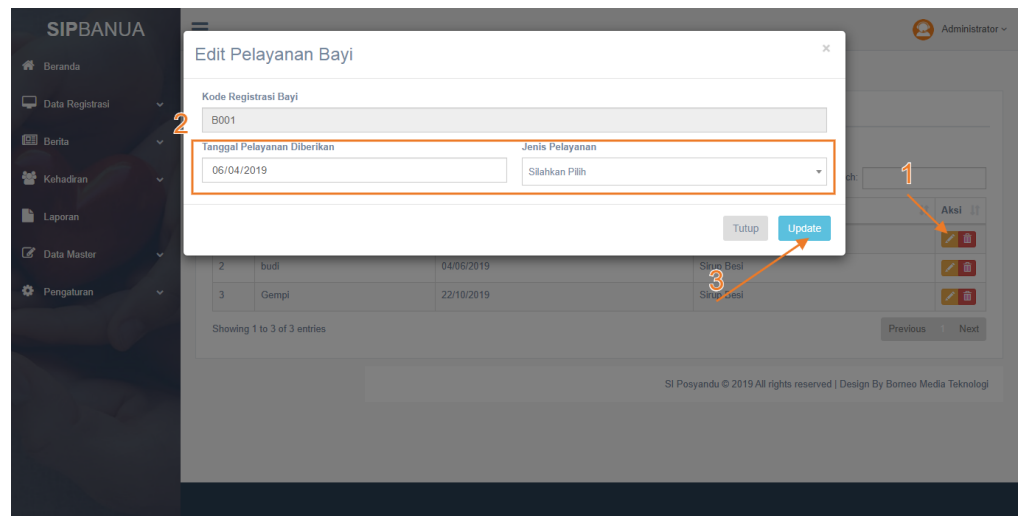 SIPBANUA
Administrator
Edit Pelayanan Bayi
×
Beranda
Data Registrasi
Berita
Kehadiran
Laporan
Data Master
Pengaturan
Kode Registrasi Bayi
B001
2
Tanggal Pelayanan Diberikan Jenis Pelayanan
06/04/2019 Silahkan Pilih
ch:
1
Aksi
Tutup Update
2 budi 04/06/2019 Sirup Besi
3
3 Gempi 22/10/2019 Sirup Besi
Showing 1 to 3 of 3 entries
Previous 1 Next
SI Posyandu © 2019 All rights reserved | Design By Borneo Media Teknologi